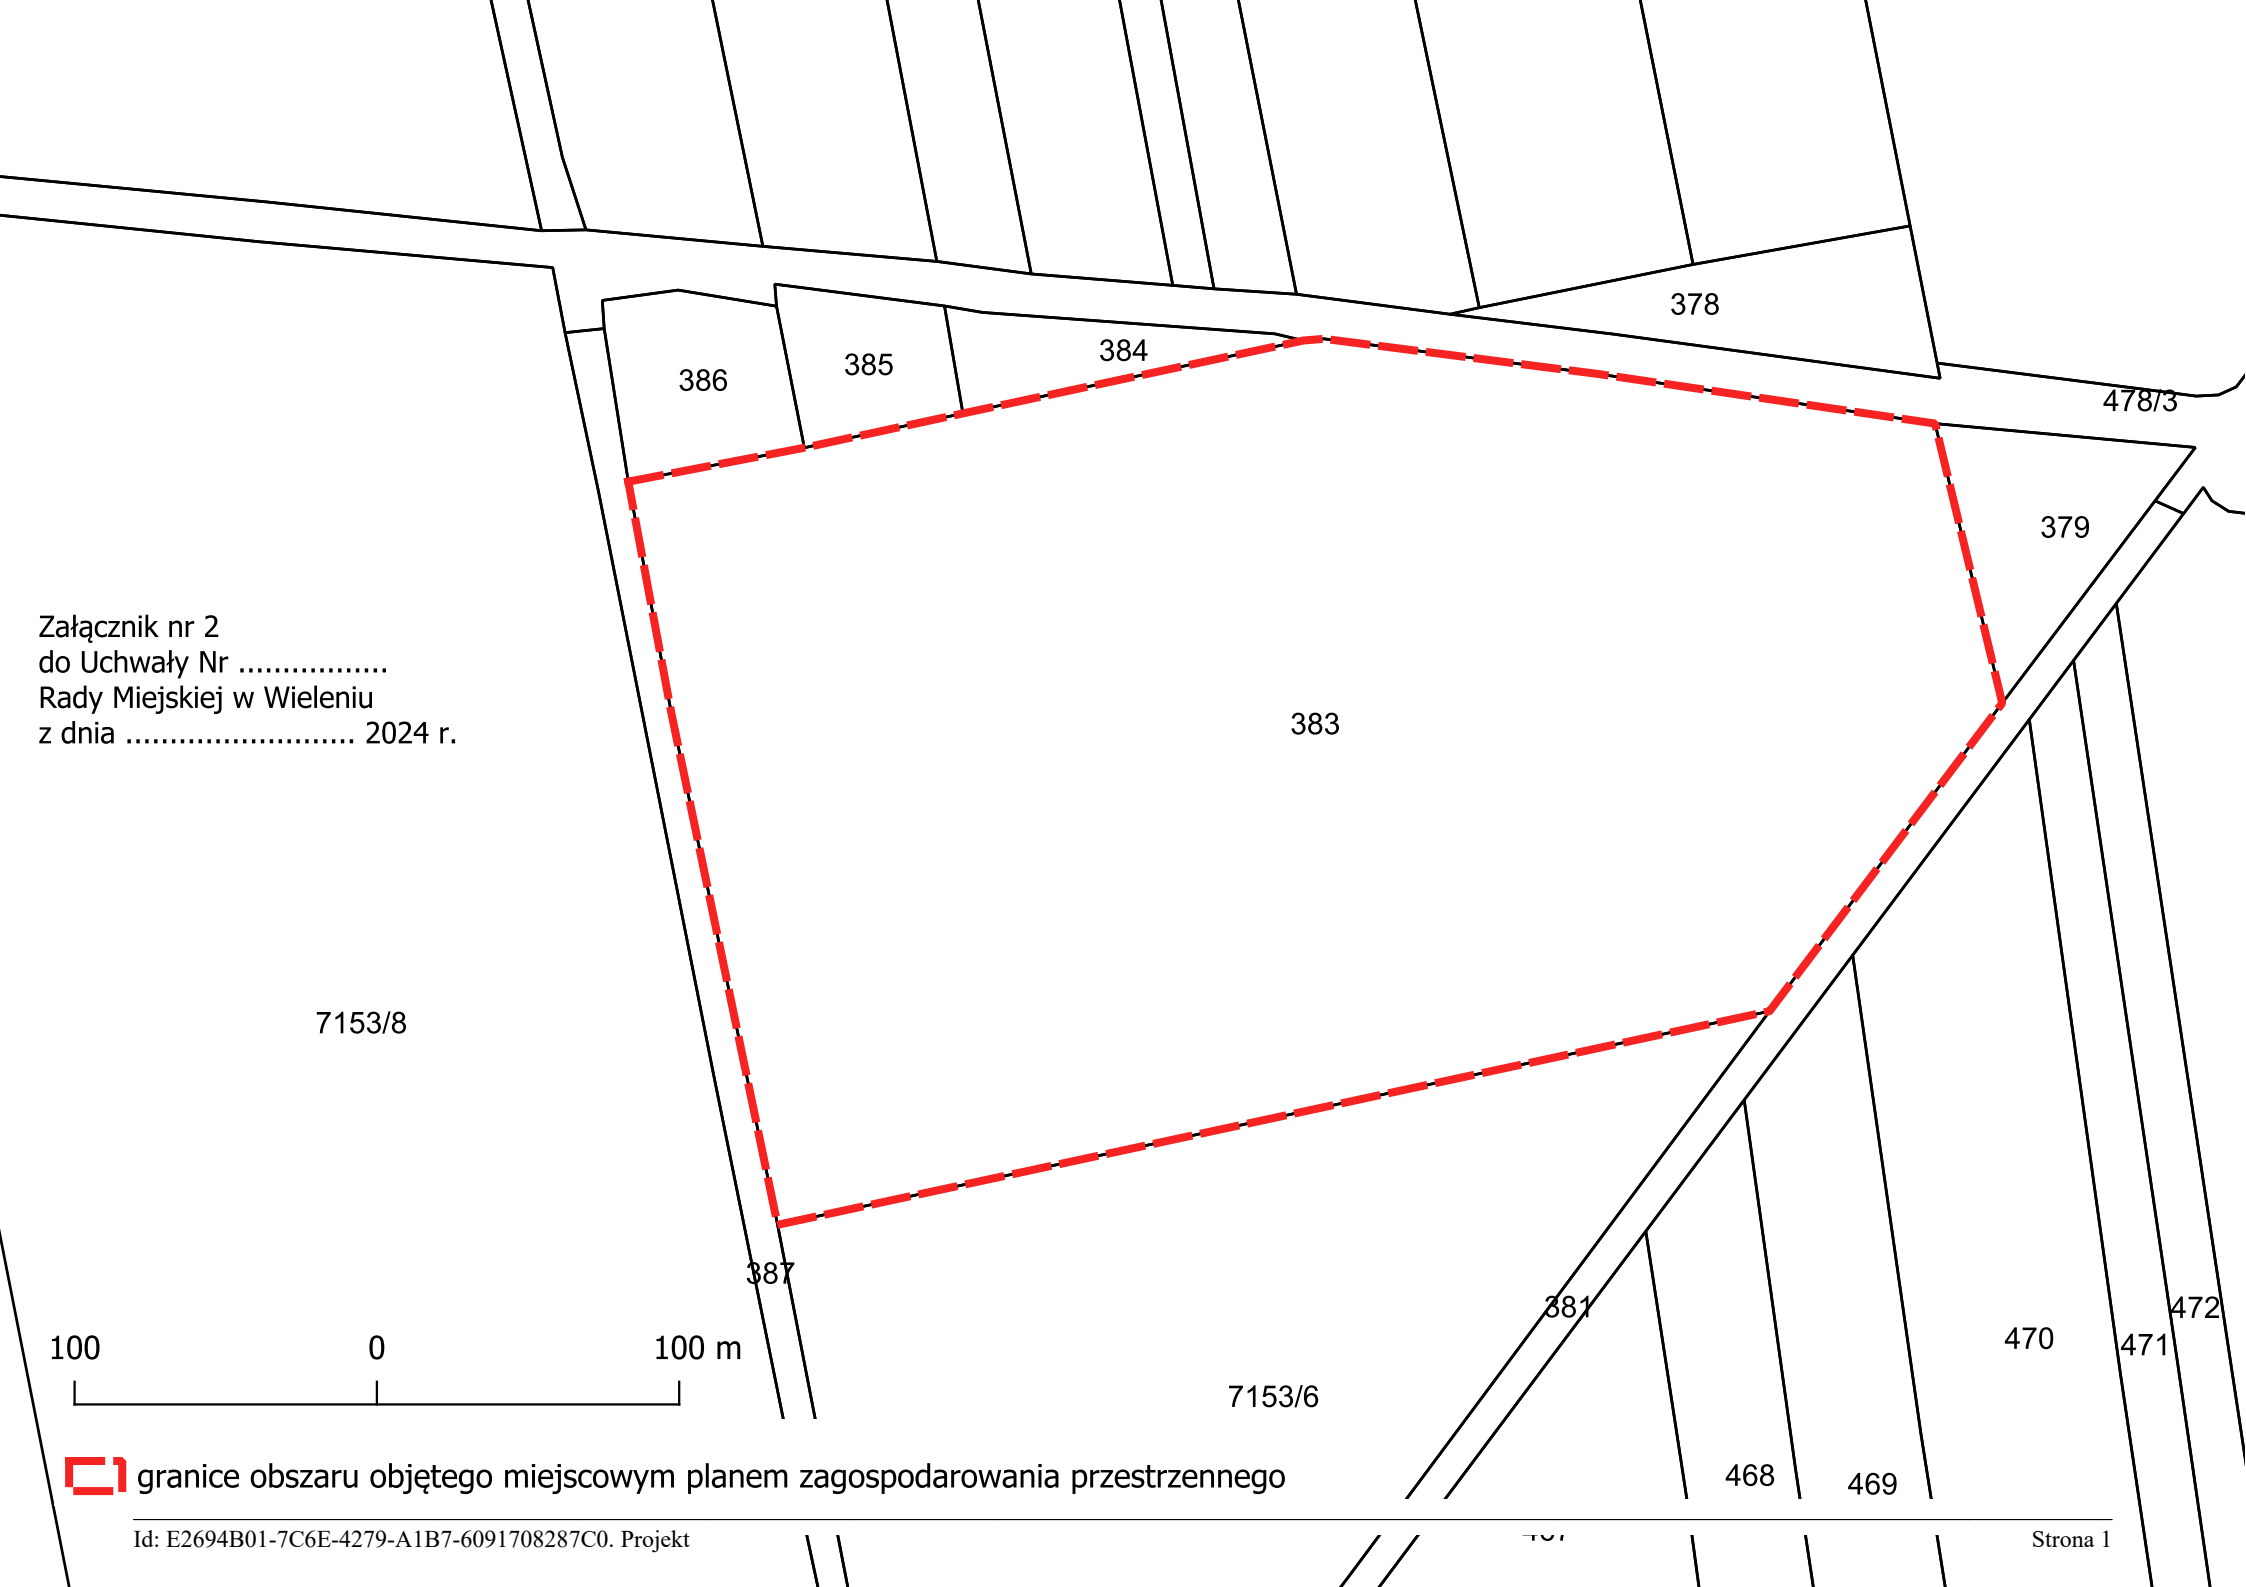 378
384
385
386
478/3
379
Załącznik nr 2
do Uchwały Nr .................
Rady Miejskiej w Wieleniu
z dnia .......................... 2024 r.
383
7153/8
387
381
472
470
471
100 0 100 m
7153/6
468
469
granice obszaru objętego miejscowym planem zagospodarowania przestrzennego
Id: E2694B01-7C6E-4279-A1B7-6091708287C0. Projekt
Strona 1